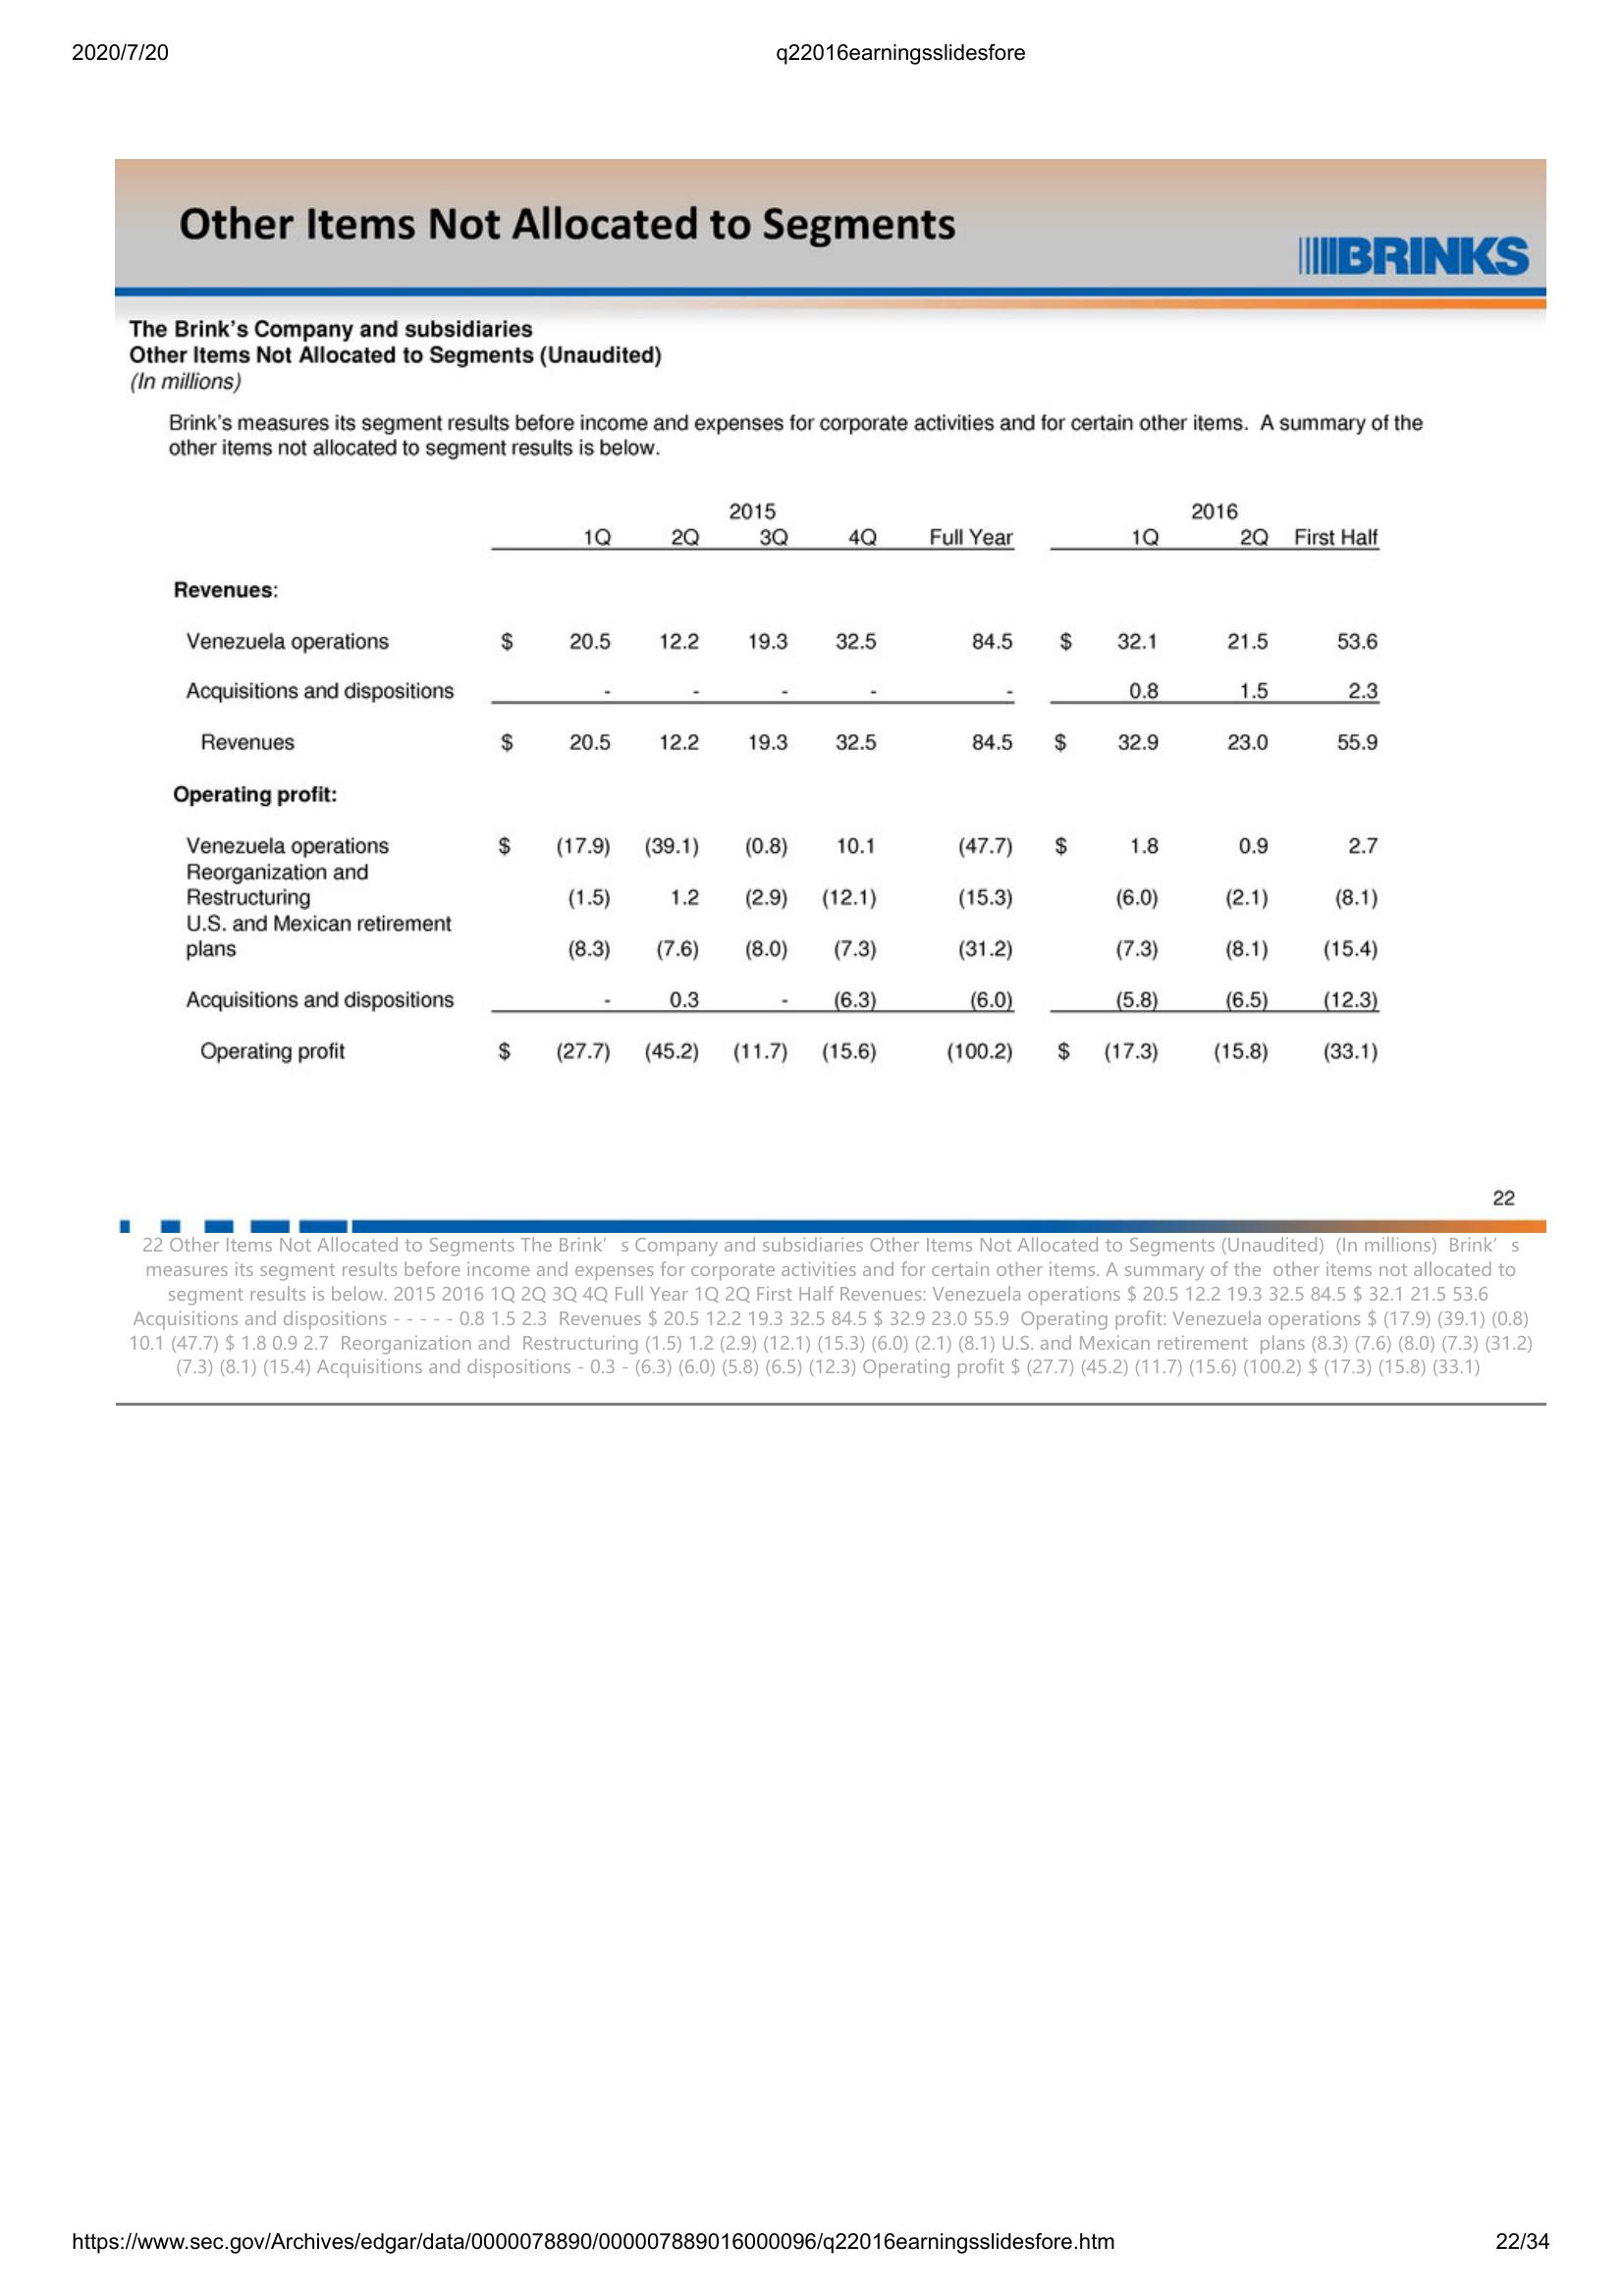 2020/7/20 q22016earningsslidesfore
Other Items Not Allocated to Segments
BRINKS
The Brink's Company and subsidiaries
Other Items Not Allocated to Segments (Unaudited)
(In millions)
Brink's measures its segment results before income and expenses for corporate activities and for certain other items. A summary of the
other items not allocated to segment results is below.
2015 2016
1Q 2Q 3Q 4Q Full Year 1Q 2Q First Half
Revenues:
Venezuela operations $ 20.5 12.2 19.3 32.5 84.5 $ 32.1 21.5 53.6
Acquisitions and dispositions - - - - - 0.8 1.5 2.3
Revenues $ 20.5 12.2 19.3 32.5 84.5 $ 32.9 23.0 55.9
Operating profit:
Venezuela operations $ (17.9) (39.1) (0.8) 10.1 (47.7) $ 1.8 0.9 2.7
Reorganization and
Restructuring (1.5) 1.2 (2.9) (12.1) (15.3) (6.0) (2.1) (8.1)
U.S. and Mexican retirement
plans (8.3) (7.6) (8.0) (7.3) (31.2) (7.3) (8.1) (15.4)
Acquisitions and dispositions - 0.3 - (6.3) (6.0) (5.8) (6.5) (12.3)
Operating profit $ (27.7) (45.2) (11.7) (15.6) (100.2) $ (17.3) (15.8) (33.1)
22
22 Other Items Not Allocated to Segments The Brink’s Company and subsidiaries Other Items Not Allocated to Segments (Unaudited) (In millions) Brink’s
measures its segment results before income and expenses for corporate activities and for certain other items. A summary of the other items not allocated to
segment results is below. 2015 2016 1Q 2Q 3Q 4Q Full Year 1Q 2Q First Half Revenues: Venezuela operations $ 20.5 12.2 19.3 32.5 84.5 $ 32.1 21.5 53.6
Acquisitions and dispositions - - - - - 0.8 1.5 2.3 Revenues $ 20.5 12.2 19.3 32.5 84.5 $ 32.9 23.0 55.9 Operating profit: Venezuela operations $ (17.9) (39.1) (0.8)
10.1 (47.7) $ 1.8 0.9 2.7 Reorganization and Restructuring (1.5) 1.2 (2.9) (12.1) (15.3) (6.0) (2.1) (8.1) U.S. and Mexican retirement plans (8.3) (7.6) (8.0) (7.3) (31.2)
(7.3) (8.1) (15.4) Acquisitions and dispositions - 0.3 - (6.3) (6.0) (5.8) (6.5) (12.3) Operating profit $ (27.7) (45.2) (11.7) (15.6) (100.2) $ (17.3) (15.8) (33.1)
https://www.sec.gov/Archives/edgar/data/0000078890/000007889016000096/q22016earningsslidesfore.htm 22/34